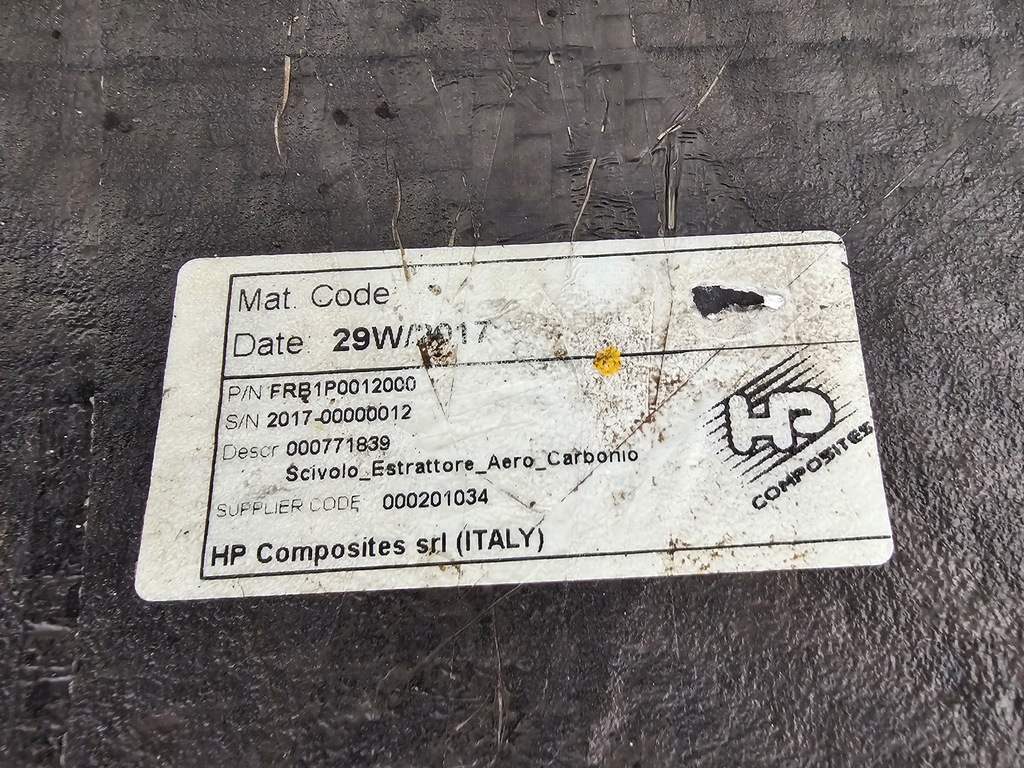 Mat. Code:
Date: 29W/2017
P/N FRB1P0012000
S/N 2017-00000012
Descr 000771839
Scivolo_Estrattore_Aero_Carbonio
SUPPLIER CODE 000201034
HP Composites srl (ITALY)
HP
COMPOSITES